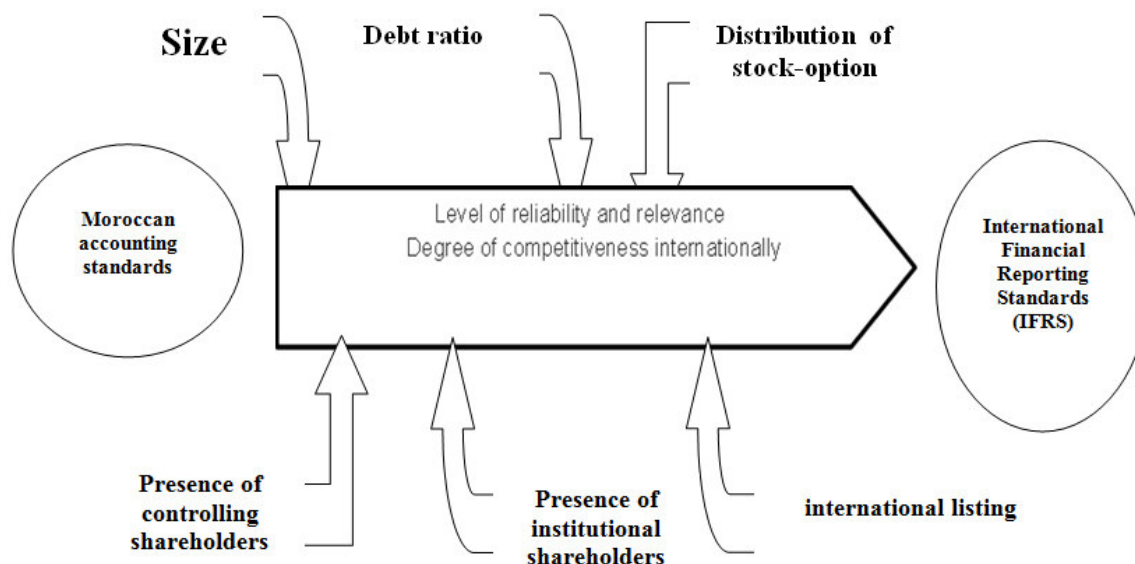 Size
Debt ratio
Distribution of
stock-option
Moroccan
accounting
standards
Level of reliability and relevance
Degree of competitiveness internationally
International
Financial
Reporting
Standards
(IFRS)
Presence of
controlling
shareholders
Presence of
institutional
shareholders
international listing